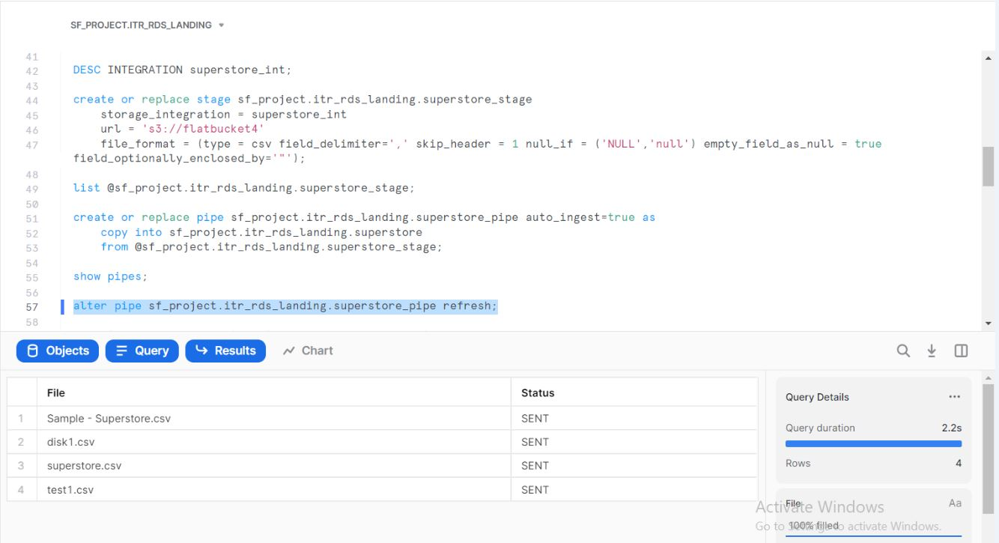 SF_PROJECT.ITR_RDS_LANDING
41
42 DESC INTEGRATION superstore_int;
43
44 create or replace stage sf_project.itr_rds_landing.superstore_stage
45 storage_integration = superstore_int
46 url = 's3://flatbucket4'
47 file_format = (type = csv field_delimiter=',' skip_header = 1 null_if = ('NULL','null') empty_field_as_null = true
field_optionally_enclosed_by='"');
48
49 list @sf_project.itr_rds_landing.superstore_stage;
50
51 create or replace pipe sf_project.itr_rds_landing.superstore_pipe auto_ingest=true as
52 copy into sf_project.itr_rds_landing.superstore
53 from @sf_project.itr_rds_landing.superstore_stage;
54
55 show pipes;
56
57 alter pipe sf_project.itr_rds_landing.superstore_pipe refresh;
58
Objects Query Results Chart
File Status
1 Sample - Superstore.csv SENT
2 disk1.csv SENT
3 superstore.csv SENT
4 test1.csv SENT
Query Details ...
Query duration 2.2s
Rows 4
File Aa
100% filled
Activate Windows
Go to Settings to activate Windows.